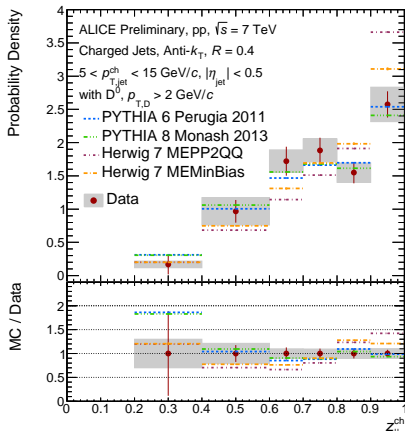 ALICE Preliminary, pp, √s = 7 TeV
Charged Jets, Anti-k_T, R = 0.4
5 < p^ch_T,jet < 15 GeV/c, |η_jet| < 0.5
with D⁰, p_T,D > 2 GeV/c
PYTHIA 6 Perugia 2011
PYTHIA 8 Monash 2013
Herwig 7 MEPP2QQ
Herwig 7 MEMinBias
Data
Probability Density
4
3.5
3
2.5
2
1.5
1
0.5
0
MC / Data
2
1.5
1
0.5
0
0 0.1 0.2 0.3 0.4 0.5 0.6 0.7 0.8 0.9 1
z^ch